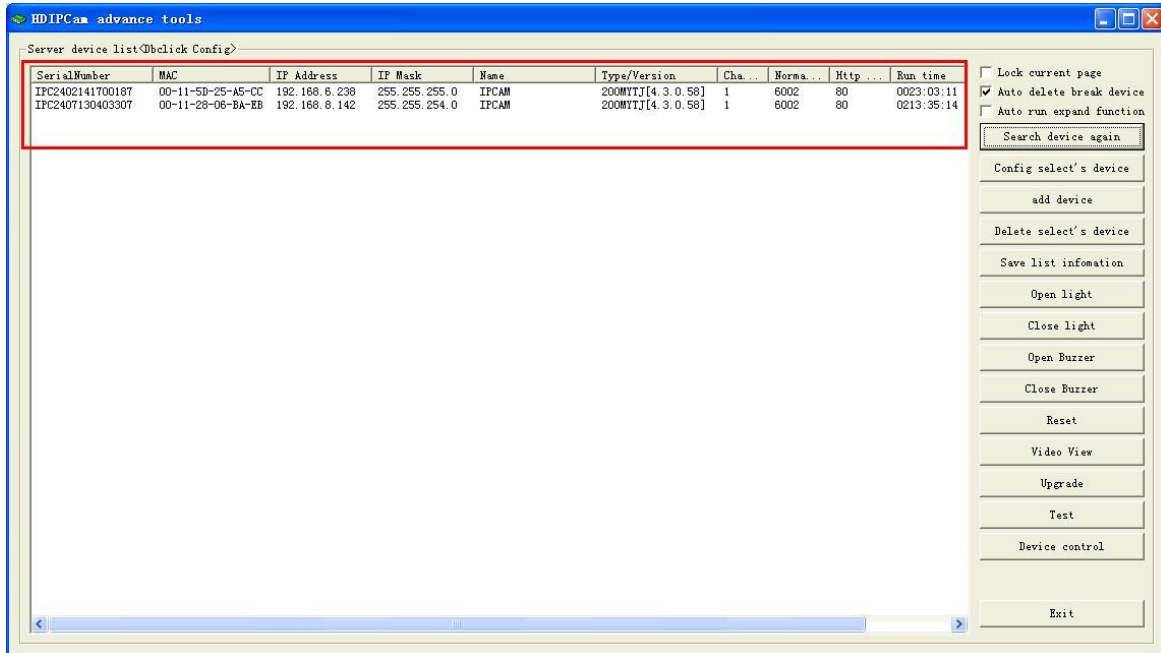 HDIPCam advance tools
Server device list<Dbclick Config>
SerialNumber MAC IP Address IP Mask Name Type/Version Cha... Norma... Http ... Run time
IPC2402141700187 00-11-5D-25-A5-CC 192.168.6.238 255.255.255.0 IPCAM 200MYTJ[4.3.0.58] 1 6002 80 0023:03:11
IPC2407130403307 00-11-28-06-BA-EB 192.168.8.142 255.255.254.0 IPCAM 200MYTJ[4.3.0.58] 1 6002 80 0213:35:14
Lock current page
Auto delete break device
Auto run expand function
Search device again
Config select's device
add device
Delete select's device
Save list infomation
Open light
Close light
Open Buzzer
Close Buzzer
Reset
Video View
Upgrade
Test
Device control
Exit